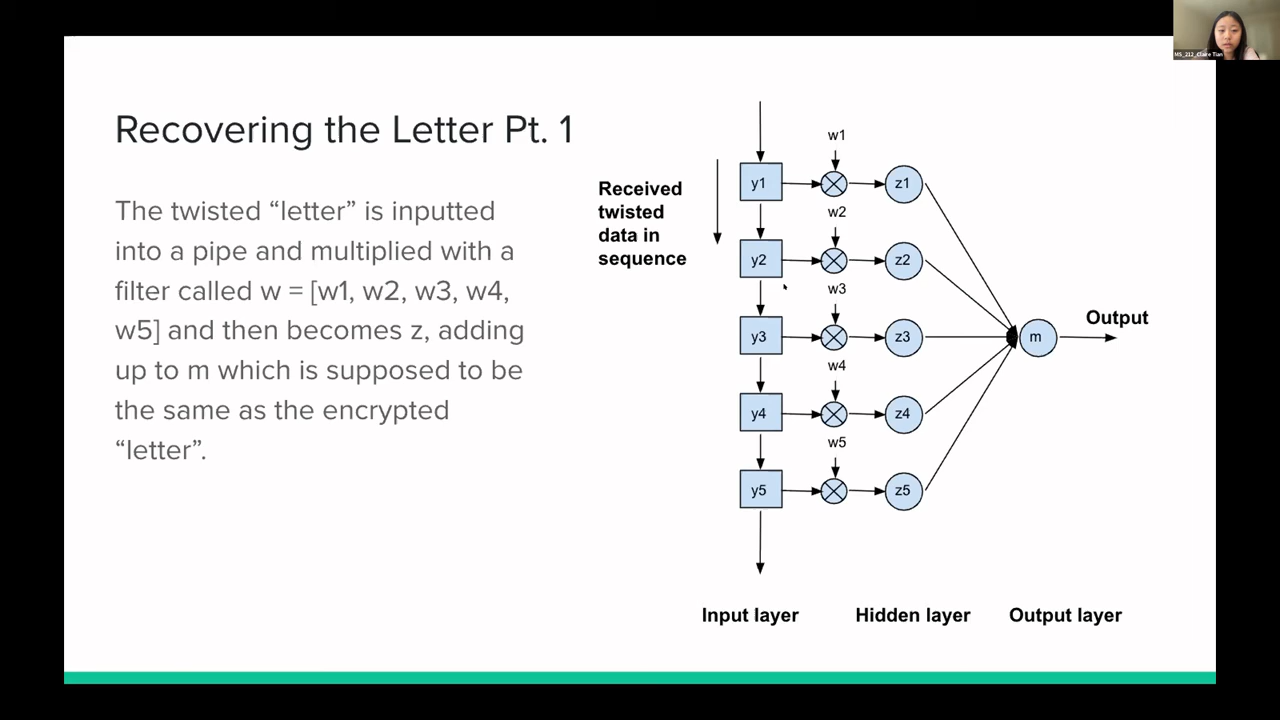 MS_212_Claire Tian
Recovering the Letter Pt. 1
The twisted “letter” is inputted
into a pipe and multiplied with a
filter called w = [w1, w2, w3, w4,
w5] and then becomes z, adding
up to m which is supposed to be
the same as the encrypted
“letter”.
Received
twisted
data in
sequence
w1
y1
z1
w2
y2
z2
w3
y3
z3
m
Output
w4
y4
z4
w5
y5
z5
Input layer
Hidden layer
Output layer